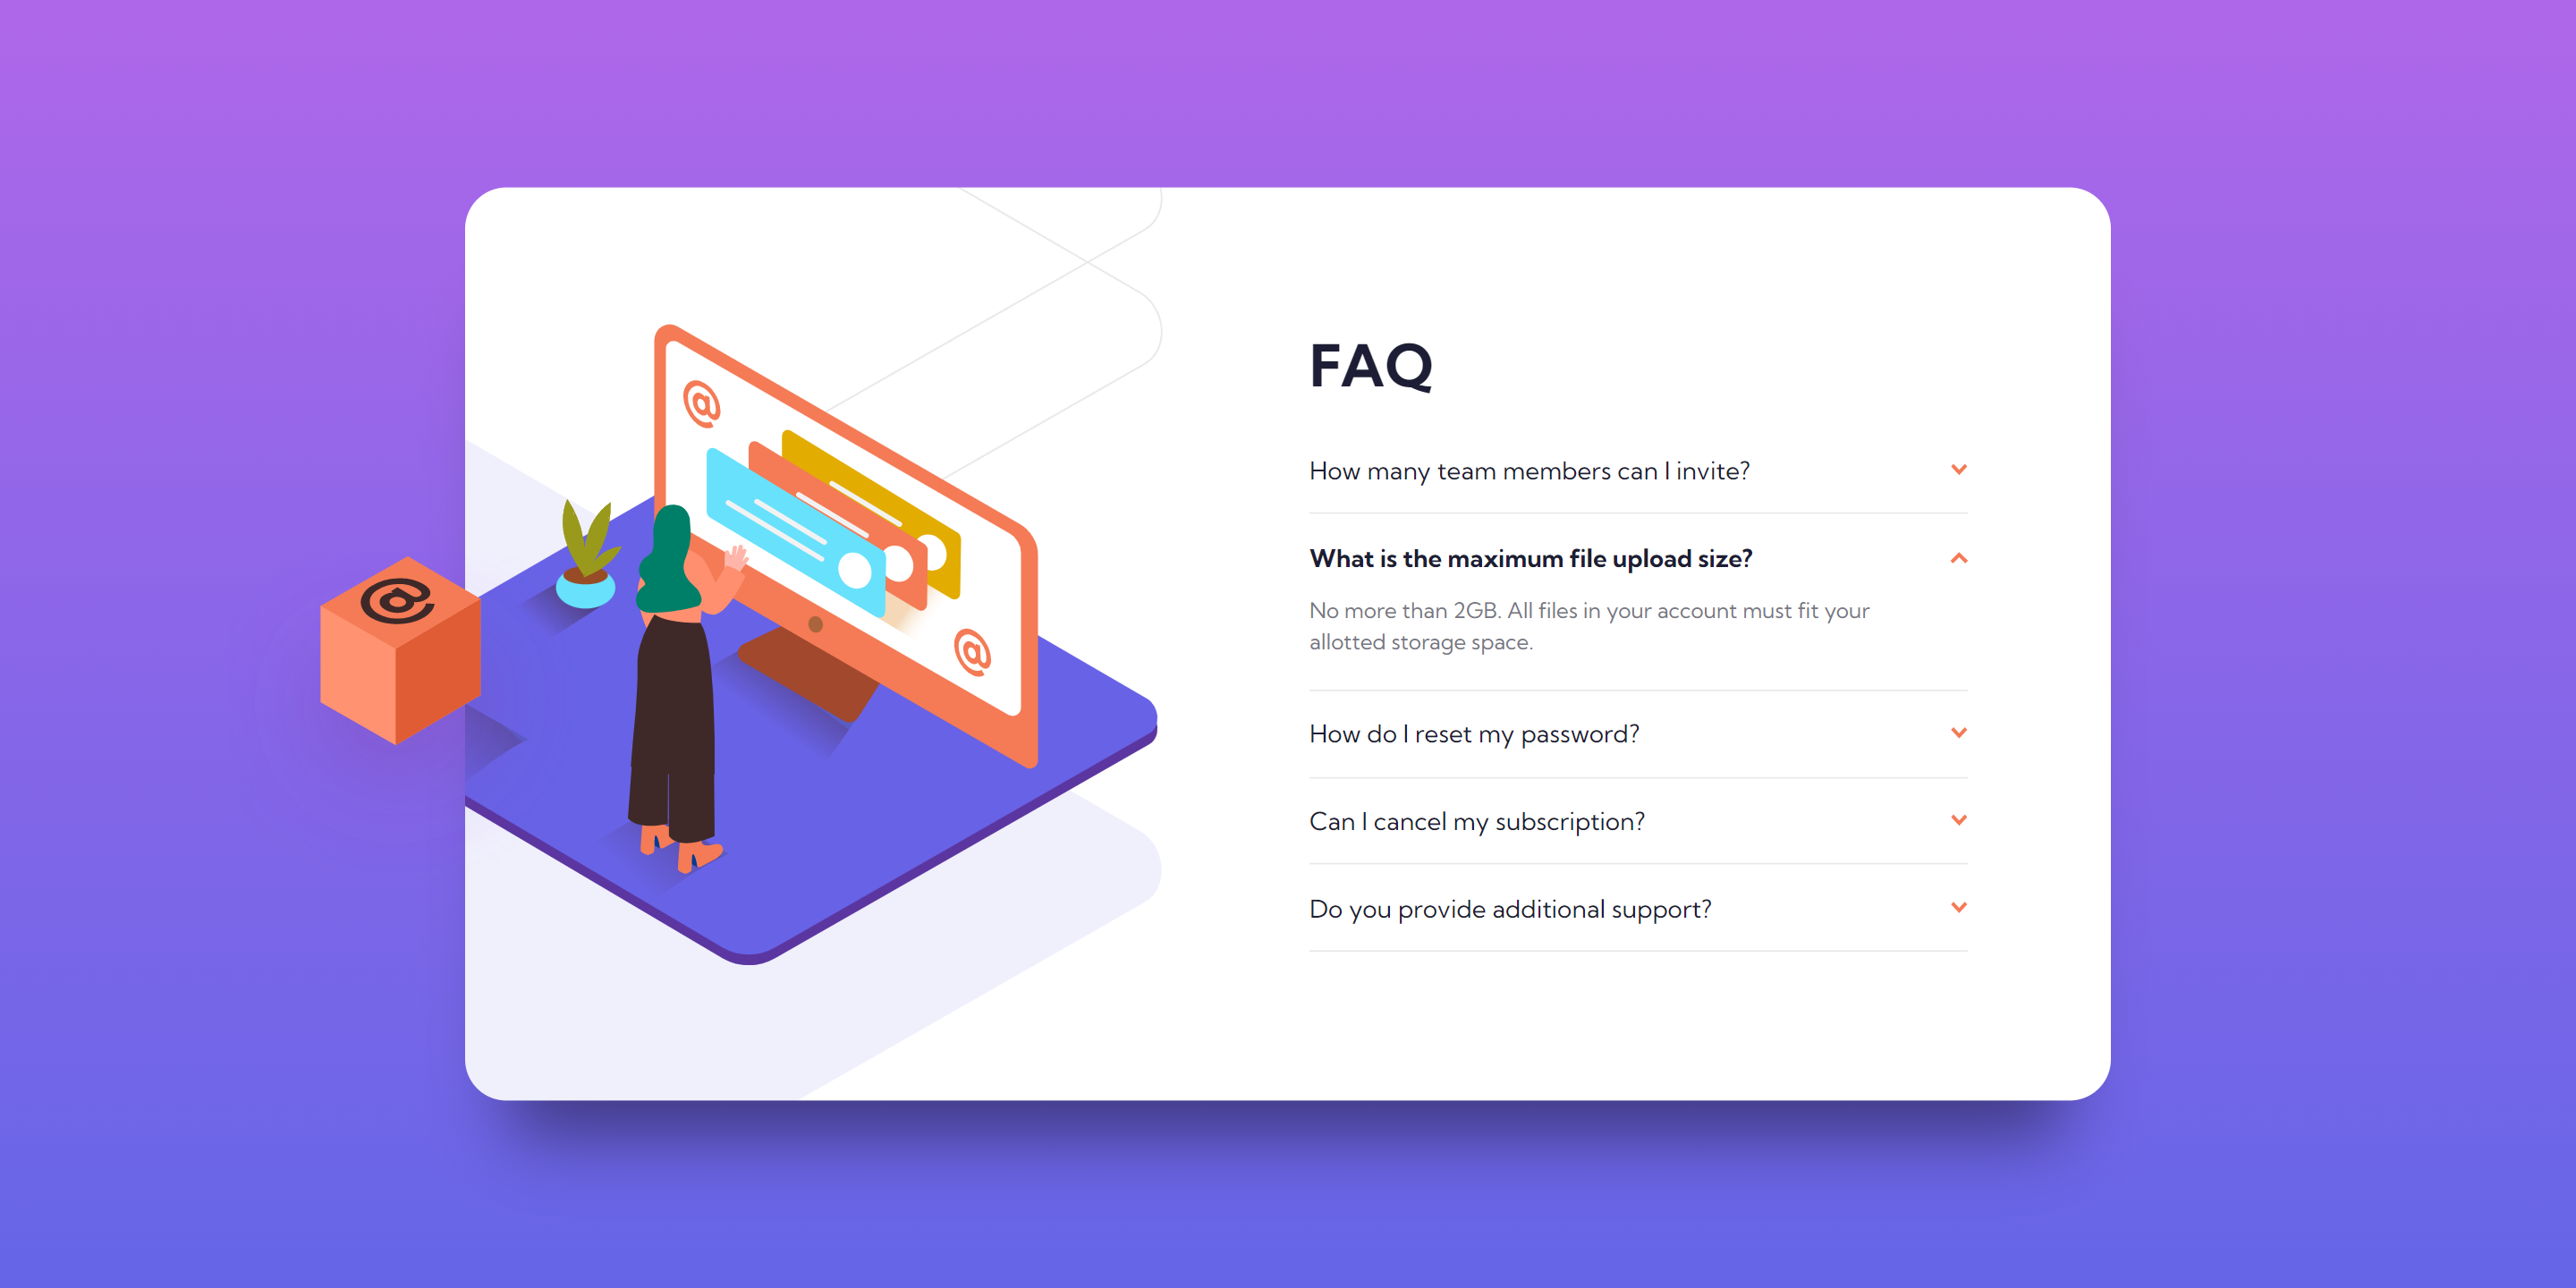 @
@
@
FAQ
How many team members can I invite?
What is the maximum file upload size?
No more than 2GB. All files in your account must fit your
allotted storage space.
How do I reset my password?
Can I cancel my subscription?
Do you provide additional support?